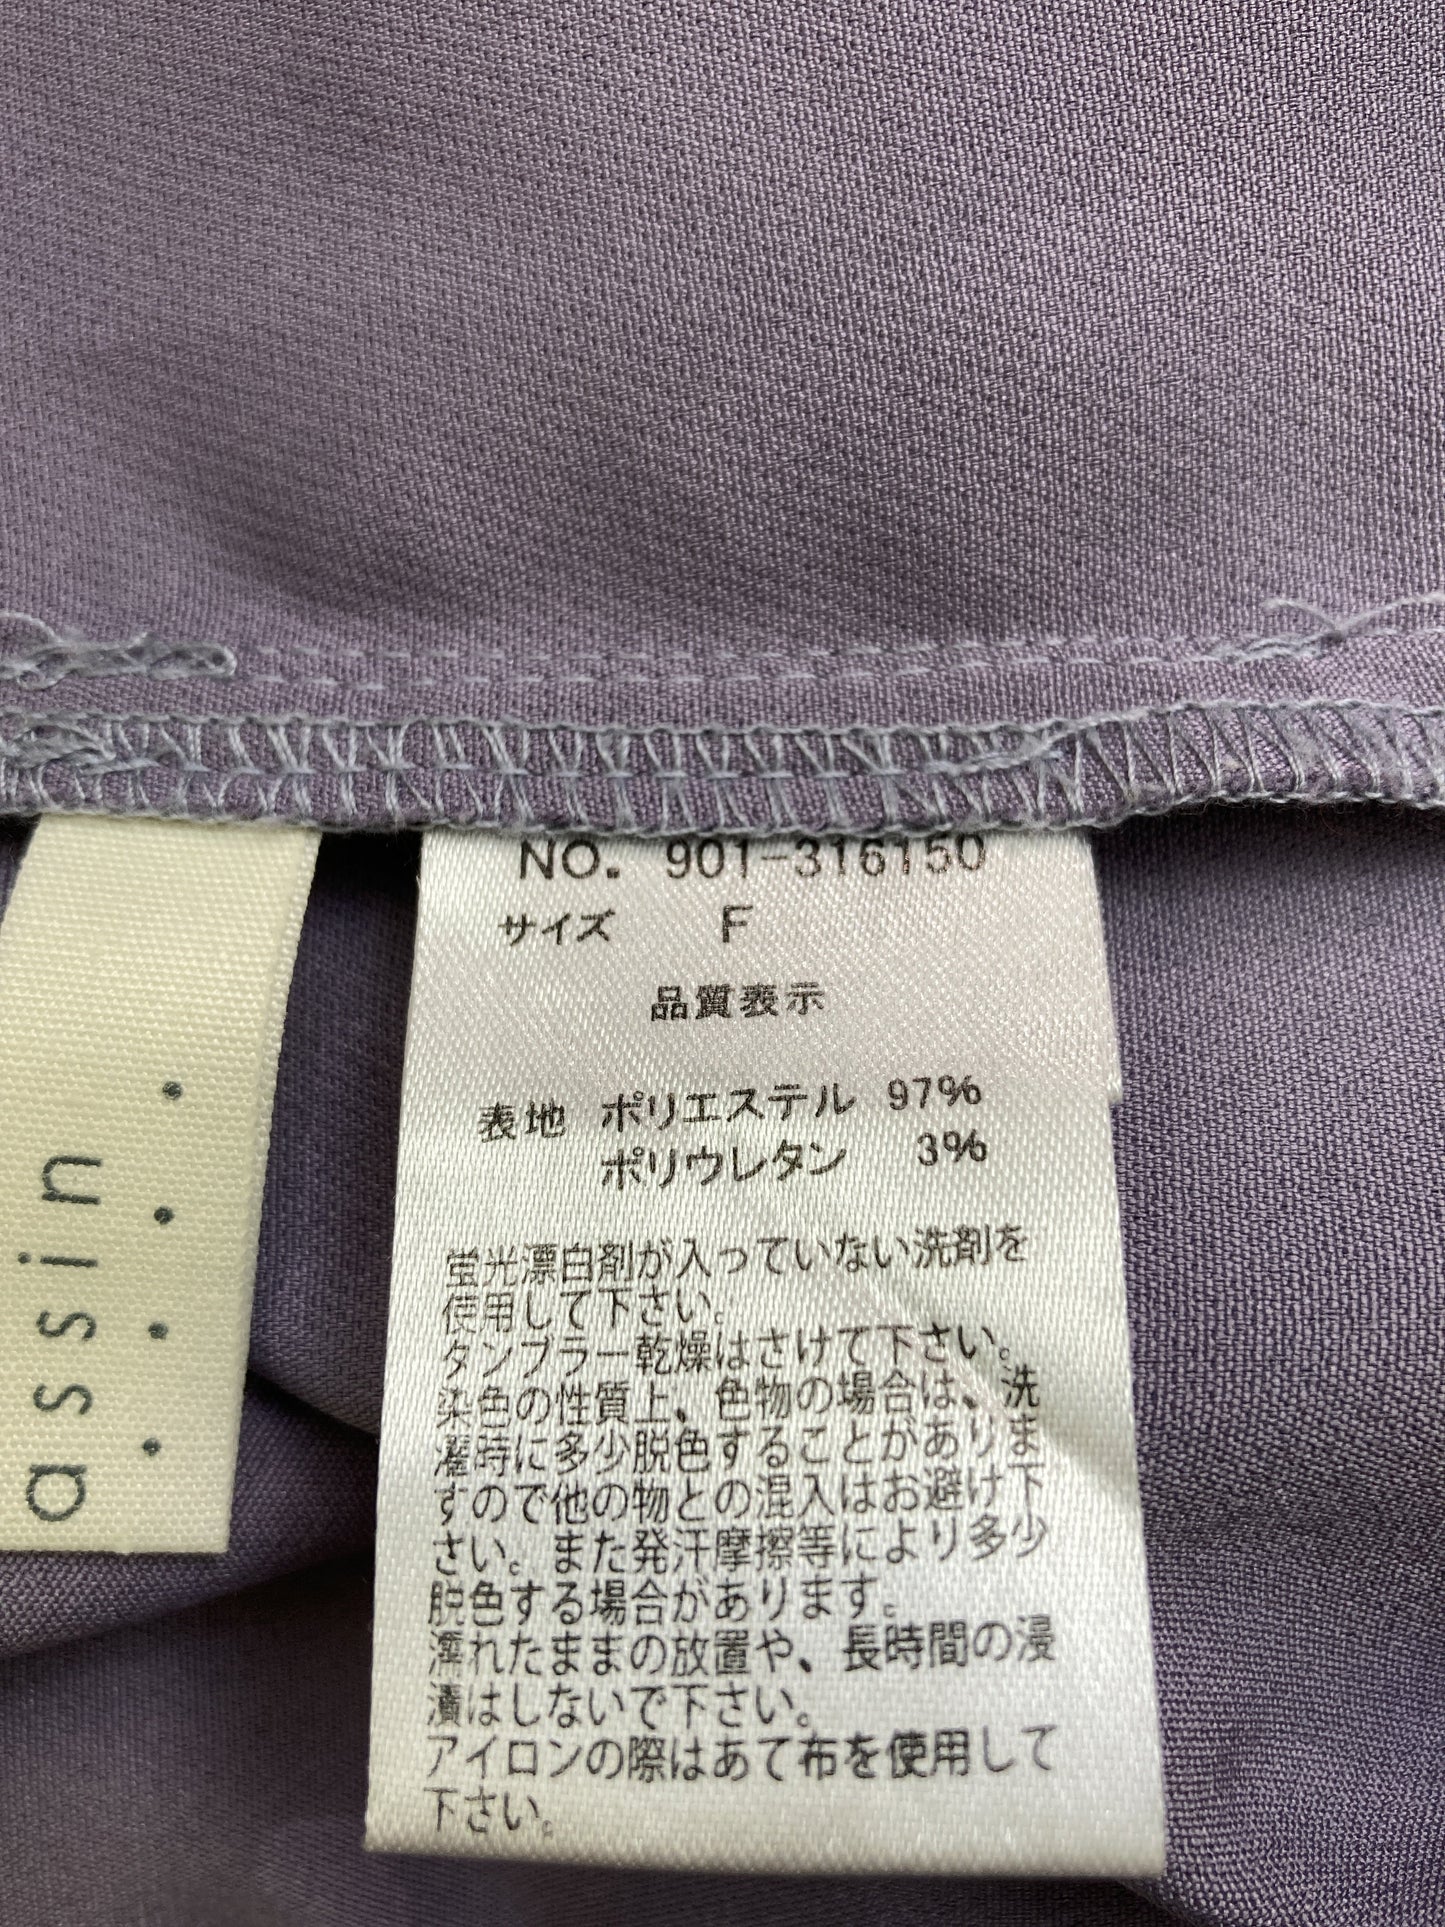 NO. 901-316150
サイズ F
品質表示
表地 ポリエステル 97%
ポリウレタン 3%
蛍光漂白剤が入っていない洗剤を
使用して下さい。
タンブラー乾燥はさけて下さい。
染色の性質上、色物の場合は、洗
濯時に多少脱色することがありま
すので他の物との混入はお避け下
さい。また発汗摩擦等により多少
脱色する場合があります。
濡れたままの放置や、長時間の浸
漬はしないで下さい。
アイロンの際はあて布を使用して
下さい。
assin.